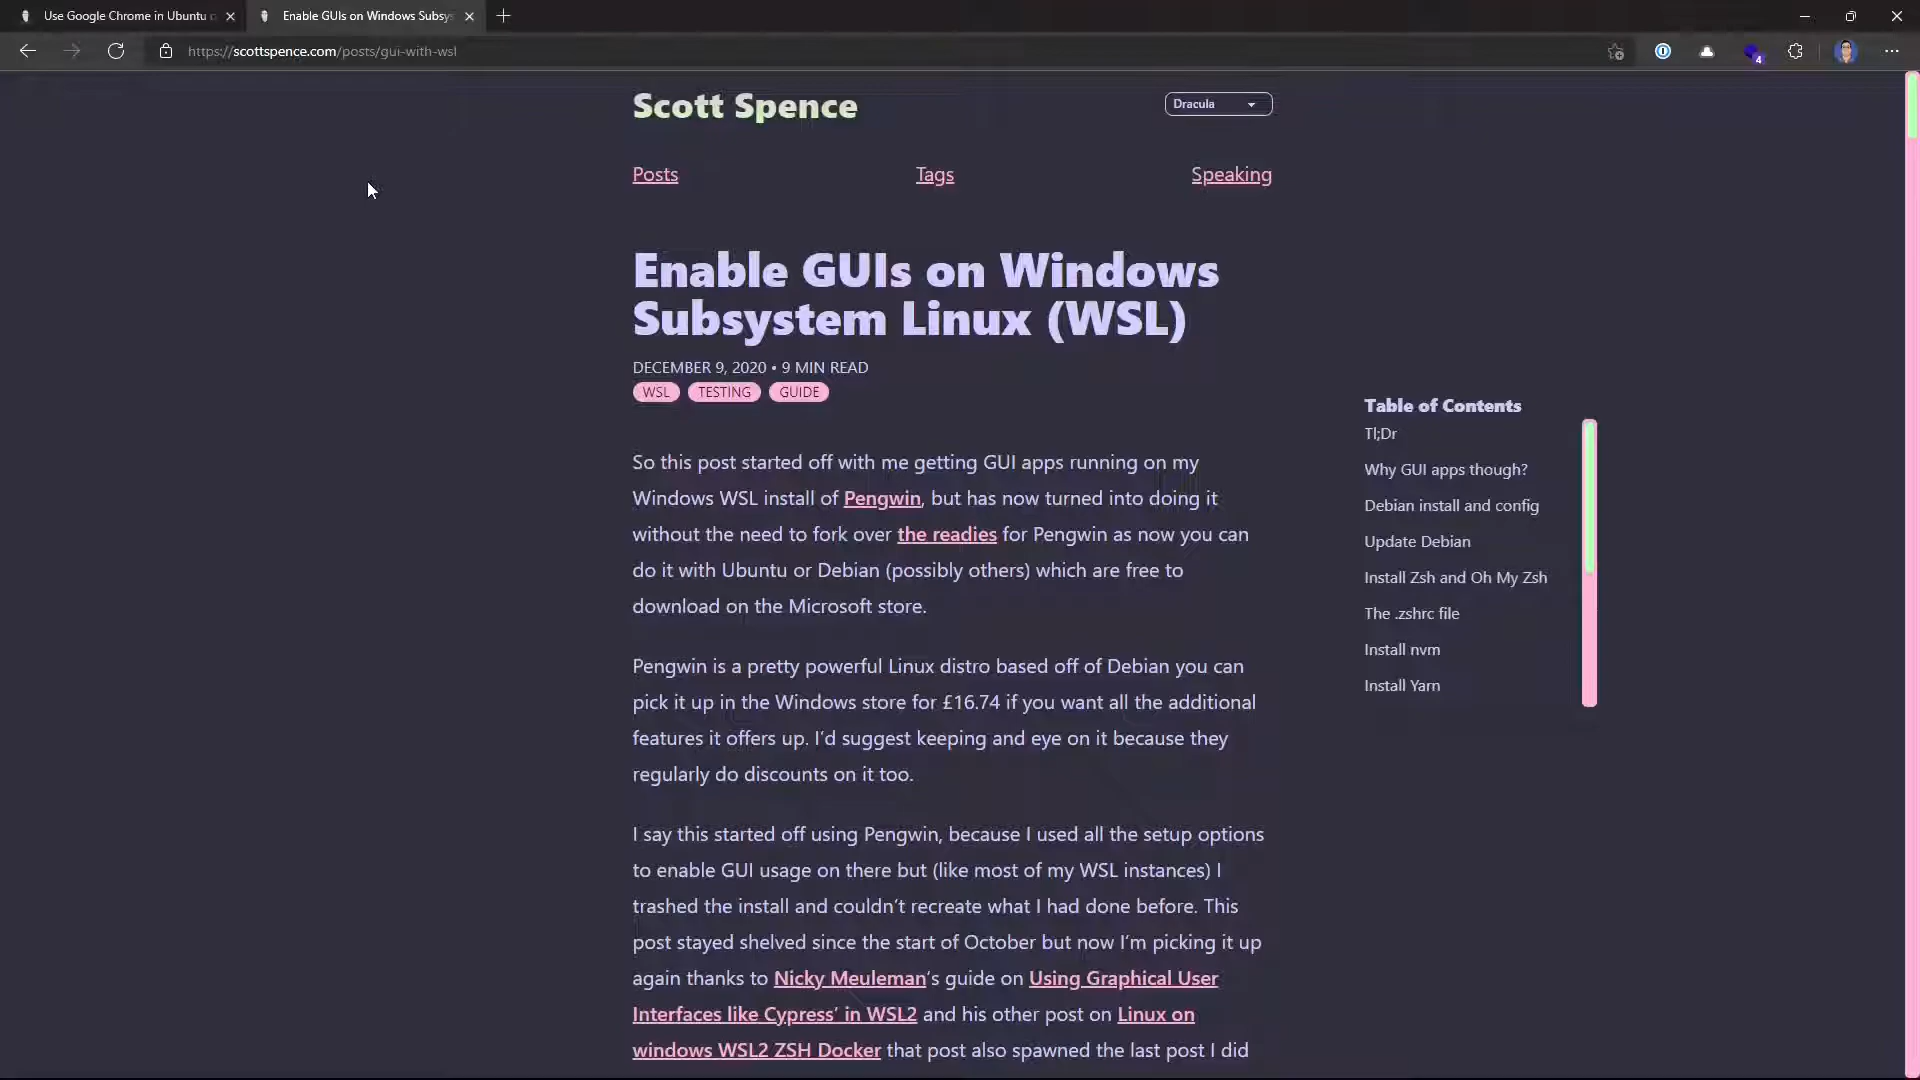 Use Google Chrome in Ubuntu
Enable GUIs on Windows Subsys
https://scottspence.com/posts/gui-with-wsl
4
Scott Spence
Dracula
Posts
Tags
Speaking
Enable GUIs on Windows
Subsystem Linux (WSL)
DECEMBER 9, 2020 • 9 MIN READ
WSL
TESTING
GUIDE
So this post started off with me getting GUI apps running on my
Windows WSL install of Pengwin, but has now turned into doing it
without the need to fork over the readies for Pengwin as now you can
do it with Ubuntu or Debian (possibly others) which are free to
download on the Microsoft store.
Pengwin is a pretty powerful Linux distro based off of Debian you can
pick it up in the Windows store for £16.74 if you want all the additional
features it offers up. I’d suggest keeping and eye on it because they
regularly do discounts on it too.
I say this started off using Pengwin, because I used all the setup options
to enable GUI usage on there but (like most of my WSL instances) I
trashed the install and couldn’t recreate what I had done before. This
post stayed shelved since the start of October but now I’m picking it up
again thanks to Nicky Meuleman’s guide on Using Graphical User
Interfaces like Cypress’ in WSL2 and his other post on Linux on
windows WSL2 ZSH Docker that post also spawned the last post I did
Table of Contents
Tl;Dr
Why GUI apps though?
Debian install and config
Update Debian
Install Zsh and Oh My Zsh
The .zshrc file
Install nvm
Install Yarn